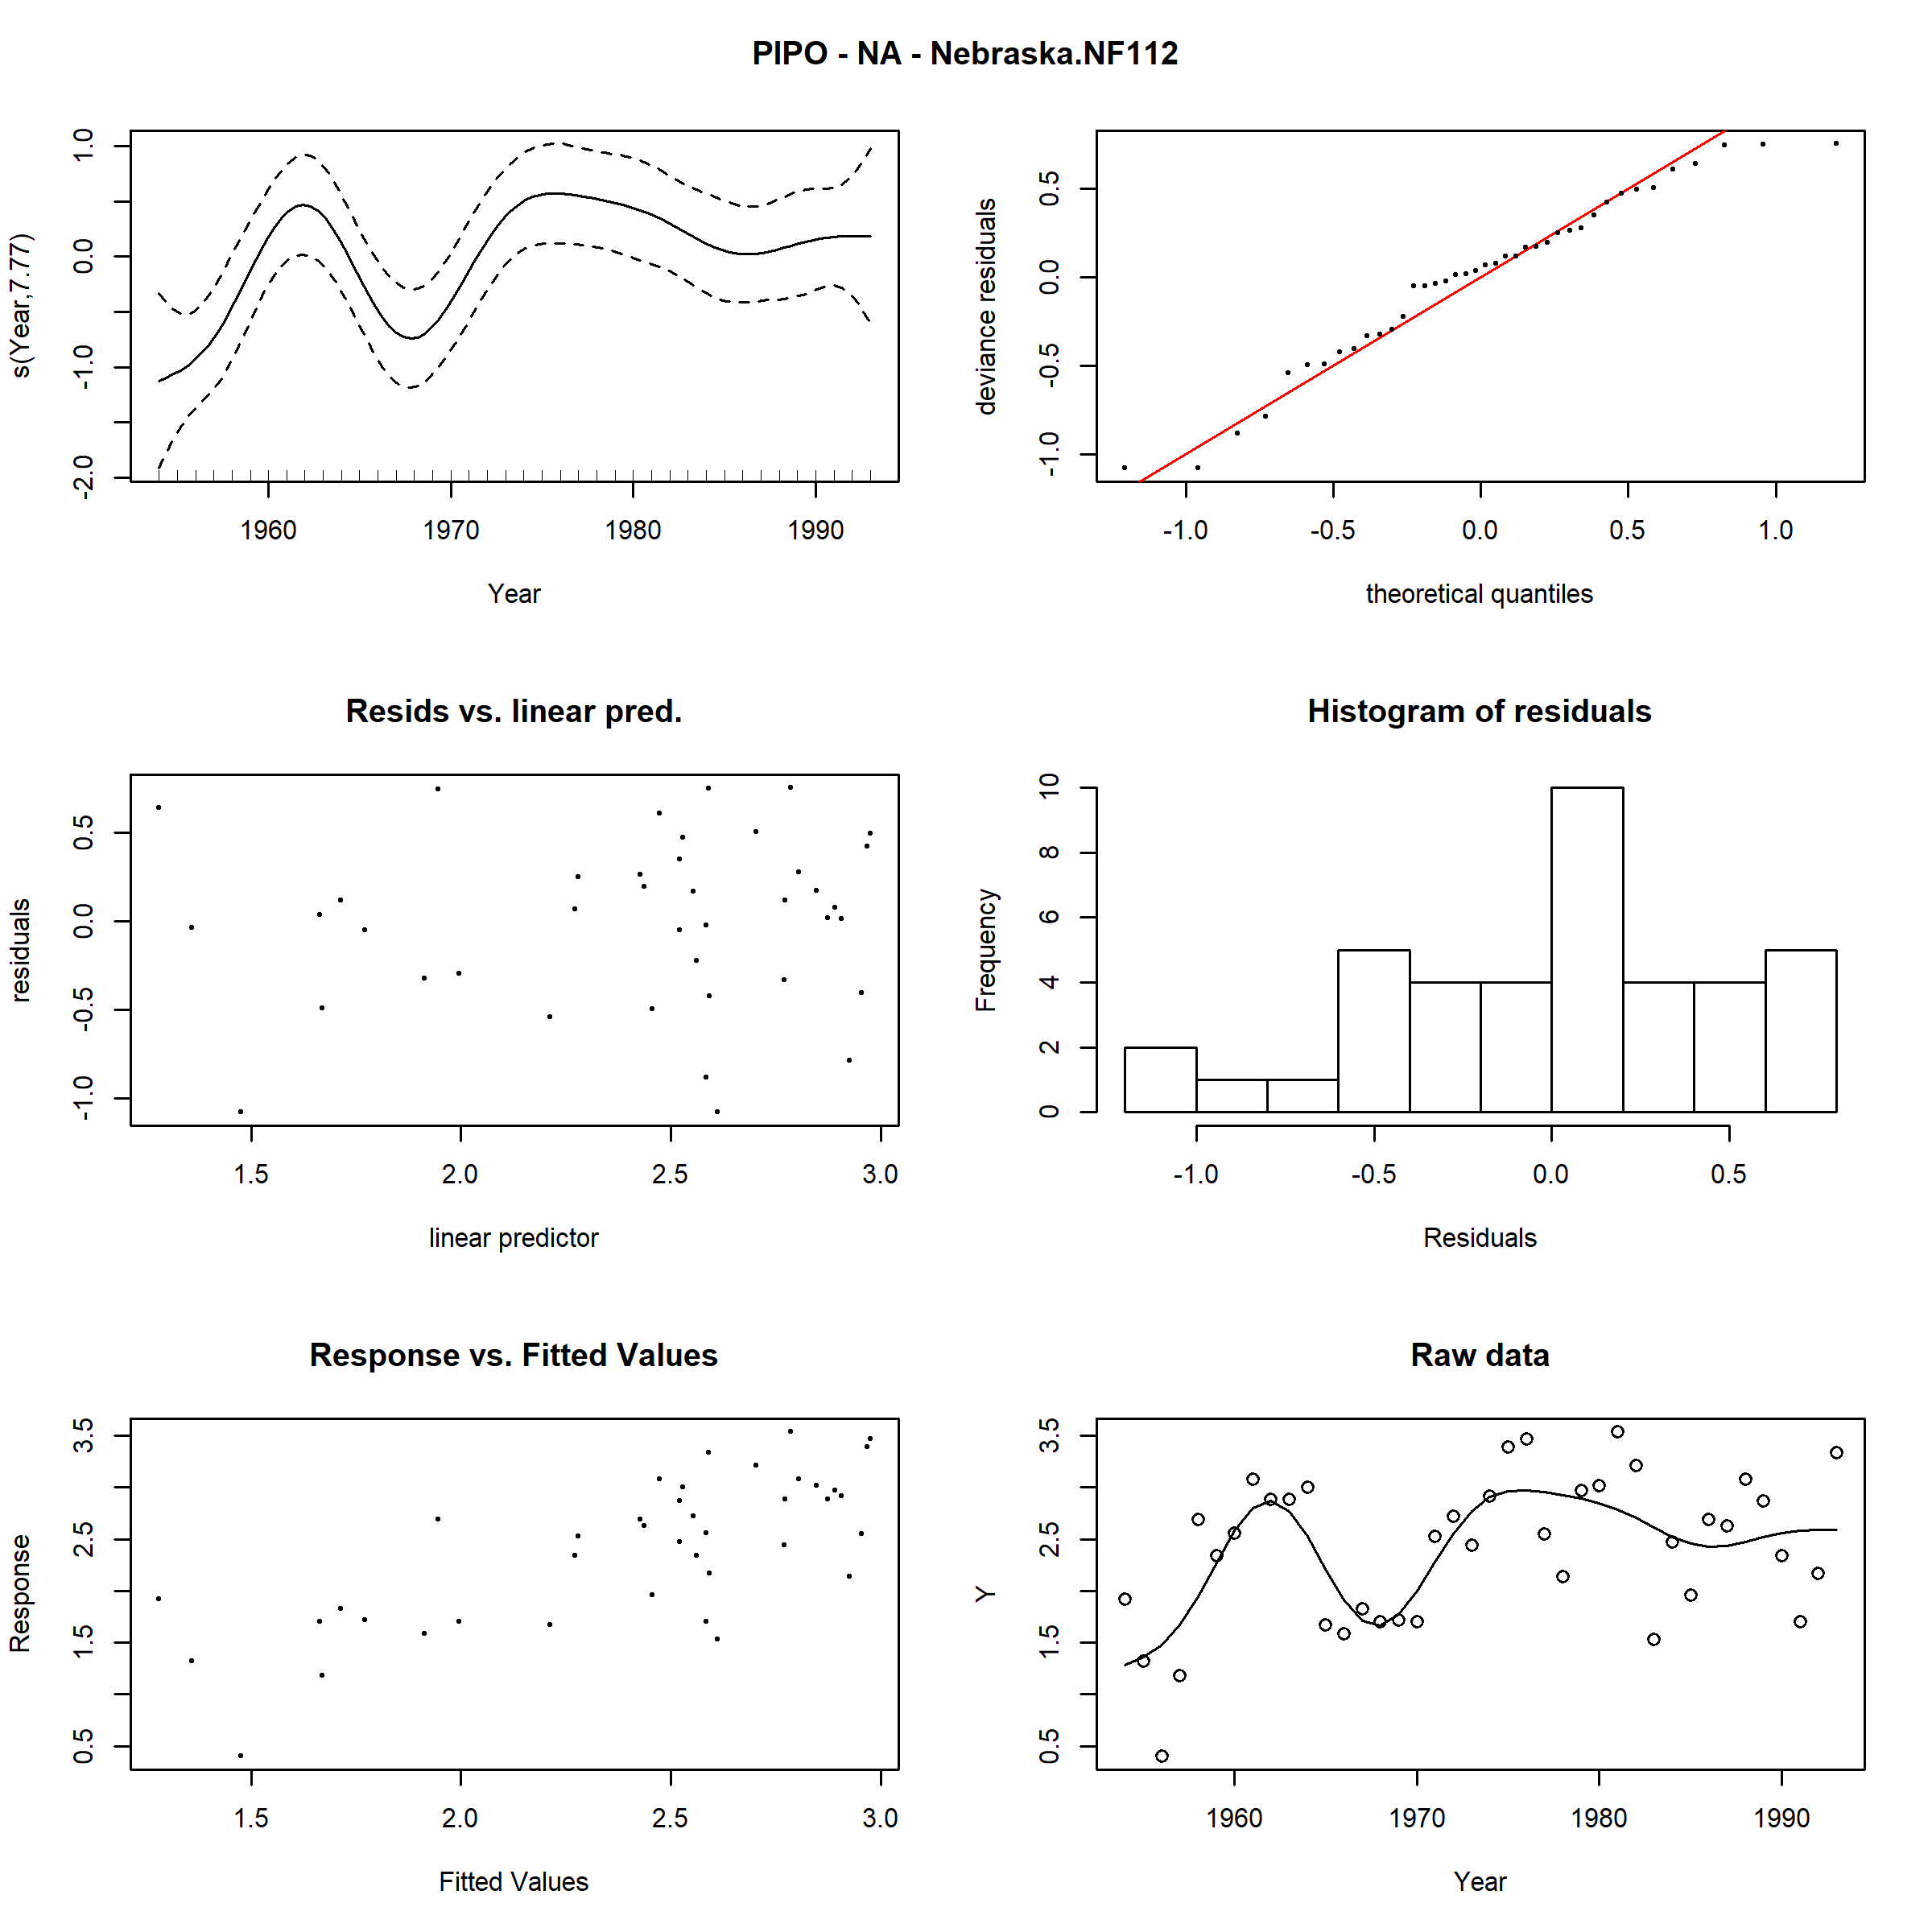 PIPO - NA - Nebraska.NF112
s(Year,7.77)
1.0
0.0
-1.0
-2.0
1960 1970 1980 1990
Year
deviance residuals
0.5
0.0
-0.5
-1.0
-1.0 -0.5 0.0 0.5 1.0
theoretical quantiles
Resids vs. linear pred.
residuals
0.5
0.0
-0.5
-1.0
1.5 2.0 2.5 3.0
linear predictor
Histogram of residuals
Frequency
10
8
6
4
2
0
-1.0 -0.5 0.0 0.5
Residuals
Response vs. Fitted Values
Response
3.5
2.5
1.5
0.5
1.5 2.0 2.5 3.0
Fitted Values
Raw data
Y
3.5
2.5
1.5
0.5
1960 1970 1980 1990
Year